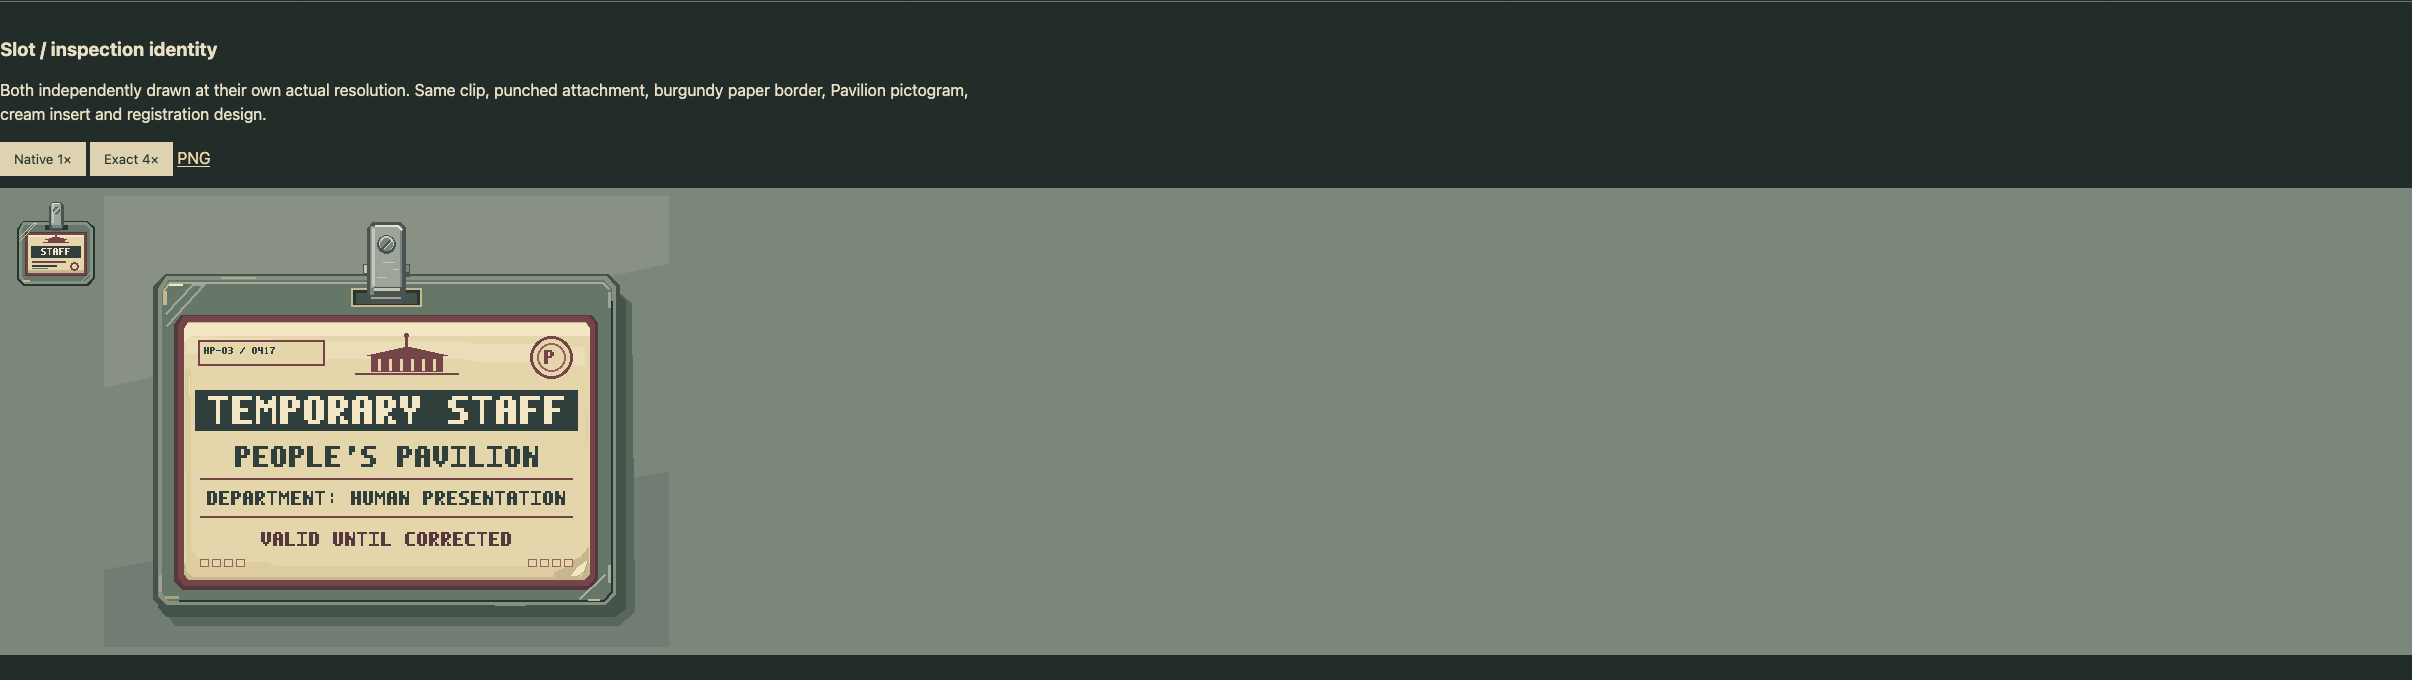 Slot / inspection identity
Both independently drawn at their own actual resolution. Same clip, punched attachment, burgundy paper border, Pavilion pictogram,
cream insert and registration design.
Native 1×
Exact 4×
PNG
STAFF
HP-03 / 0417
P
TEMPORARY STAFF
PEOPLE'S PAVILION
DEPARTMENT: HUMAN PRESENTATION
VALID UNTIL CORRECTED